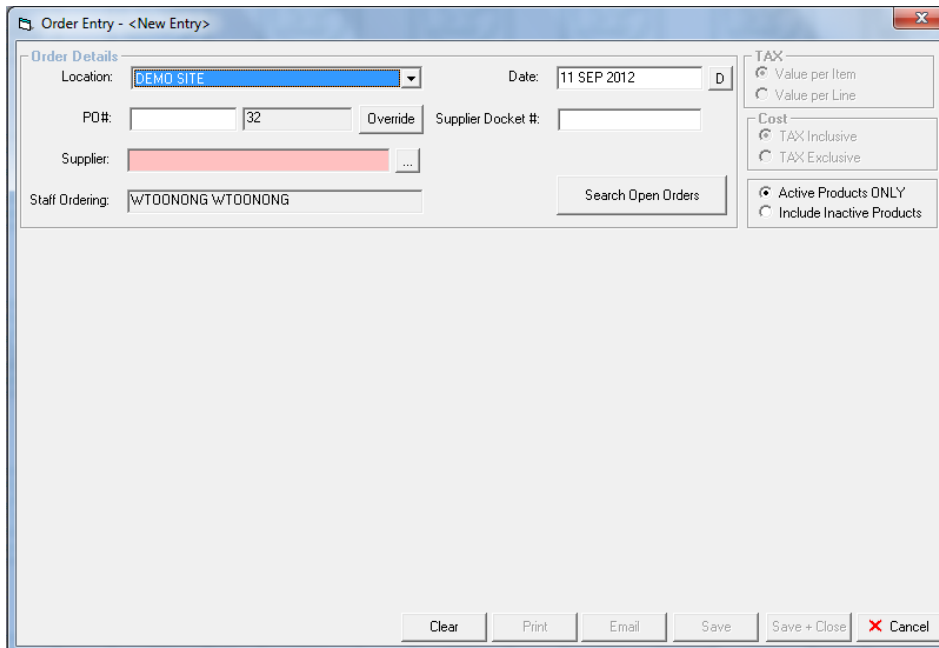 Order Entry - <New Entry>
Order Details
Location: DEMO SITE
Date: 11 SEP 2012 D
PO#: 32 Override
Supplier Docket #:
Supplier: ...
Staff Ordering: WTOONONG WTOONONG
Search Open Orders
TAX
Value per Item
Value per Line
Cost
TAX Inclusive
TAX Exclusive
Active Products ONLY
Include Inactive Products
Clear Print Email Save Save + Close Cancel